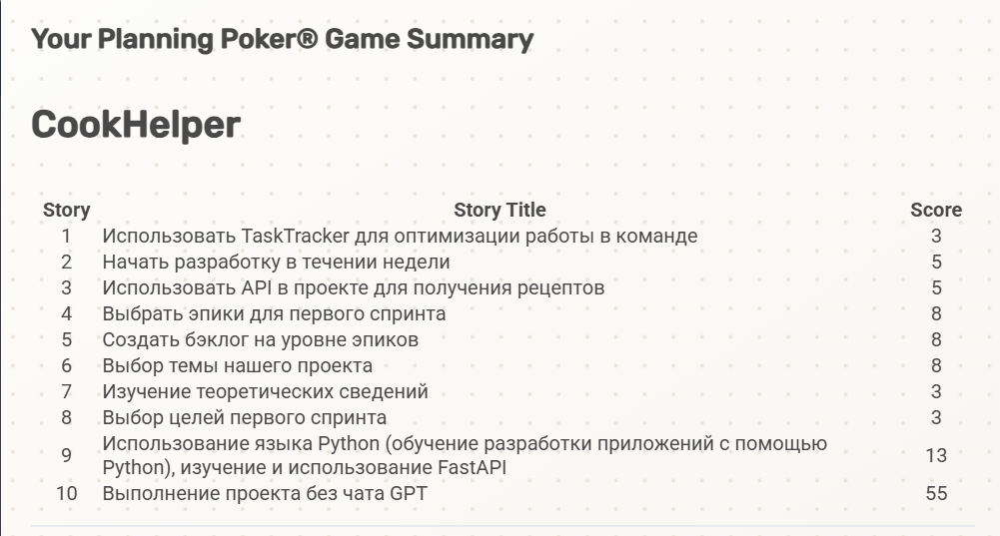 Your Planning Poker® Game Summary
CookHelper
Story Story Title Score
1 Использовать TaskTracker для оптимизации работы в команде 3
2 Начать разработку в течении недели 5
3 Использовать API в проекте для получения рецептов 5
4 Выбрать эпики для первого спринта 8
5 Создать бэклог на уровне эпиков 8
6 Выбор темы нашего проекта 8
7 Изучение теоретических сведений 3
8 Выбор целей первого спринта 3
9 Использование языка Python (обучение разработки приложений с помощью 13
Python), изучение и использование FastAPI
10 Выполнение проекта без чата GPT 55